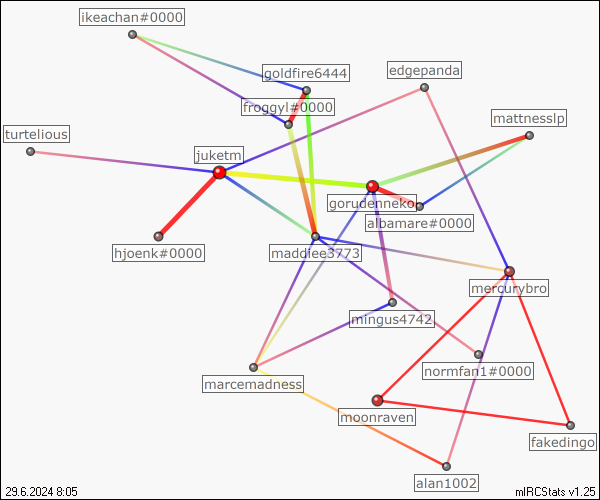 ikeachan#0000
goldfire6444
edgepanda
froggyl#0000
mattnesslp
turtelious
juketm
gorudenneko
albamare#0000
hjoenk#0000
maddiee3773
mercurybro
mingus4742
normfan1#0000
marcemadness
moonraven
fakedingo
alan1002
29.6.2024 8:05
mIRCStats v1.25